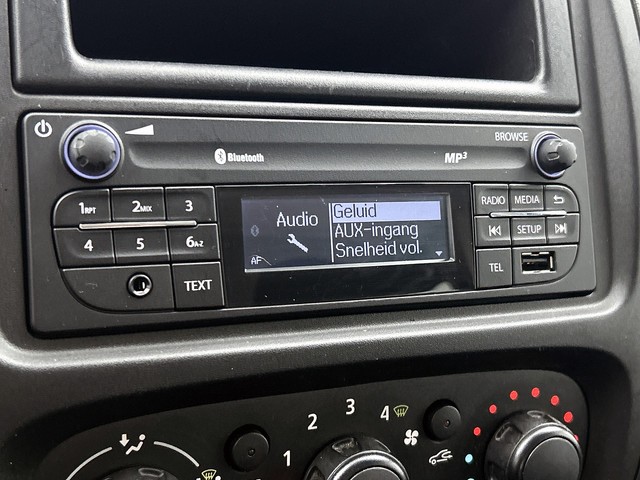 BROWSE
Bluetooth
MP3
1RPT 2MIX 3
4 5 6A-Z
TEXT
Audio
AF
Geluid
AUX-ingang
Snelheid vol.
RADIO MEDIA
SETUP
TEL
1 2 3 4